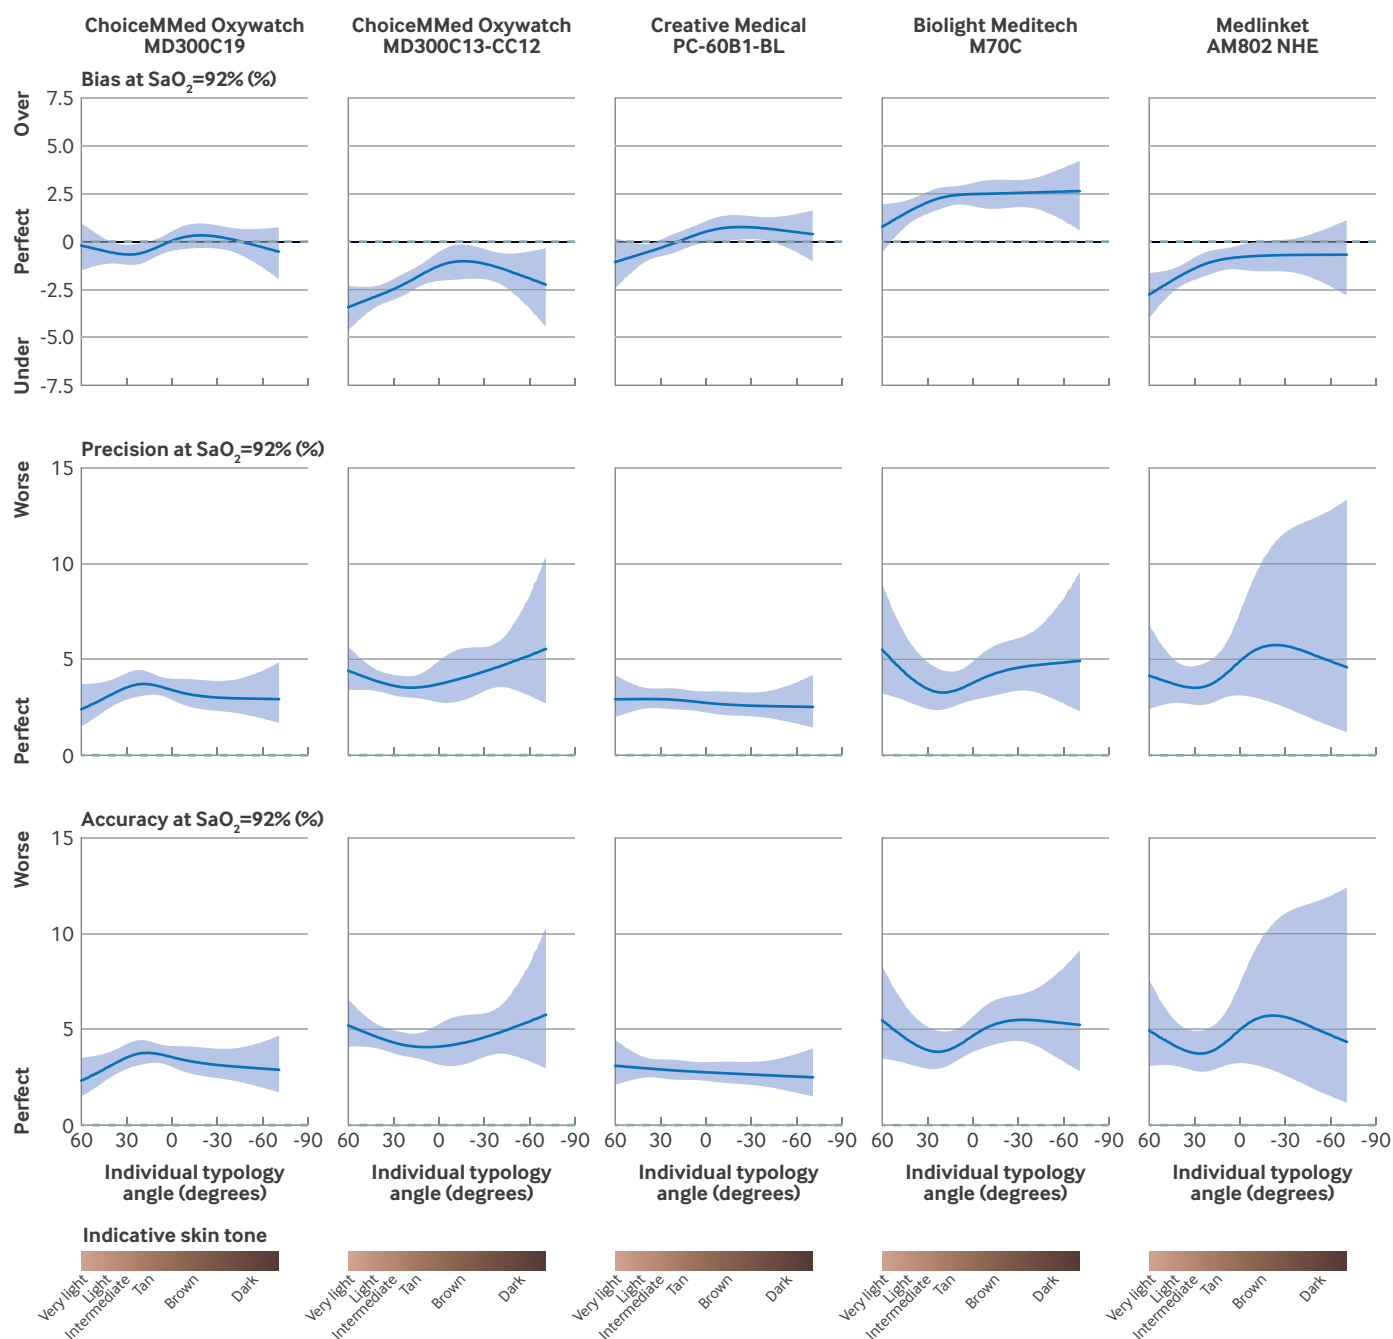 ChoiceMMed Oxywatch
MD300C19
ChoiceMMed Oxywatch
MD300C13-CC12
Creative Medical
PC-60B1-BL
Biolight Meditech
M70C
Medlinket
AM802 NHE
Bias at SaO₂=92% (%)
Over
Perfect
Under
7.5
5.0
2.5
0
-2.5
-5.0
-7.5
Precision at SaO₂=92% (%)
Worse
Perfect
15
10
5
0
Accuracy at SaO₂=92% (%)
Worse
Perfect
15
10
5
0
60 30 0 -30 -60 -90
60 30 0 -30 -60 -90
60 30 0 -30 -60 -90
60 30 0 -30 -60 -90
60 30 0 -30 -60 -90
Individual typology
angle (degrees)
Individual typology
angle (degrees)
Individual typology
angle (degrees)
Individual typology
angle (degrees)
Individual typology
angle (degrees)
Indicative skin tone
Very light
Light
Intermediate
Tan
Brown
Dark
Very light
Light
Intermediate
Tan
Brown
Dark
Very light
Light
Intermediate
Tan
Brown
Dark
Very light
Light
Intermediate
Tan
Brown
Dark
Very light
Light
Intermediate
Tan
Brown
Dark